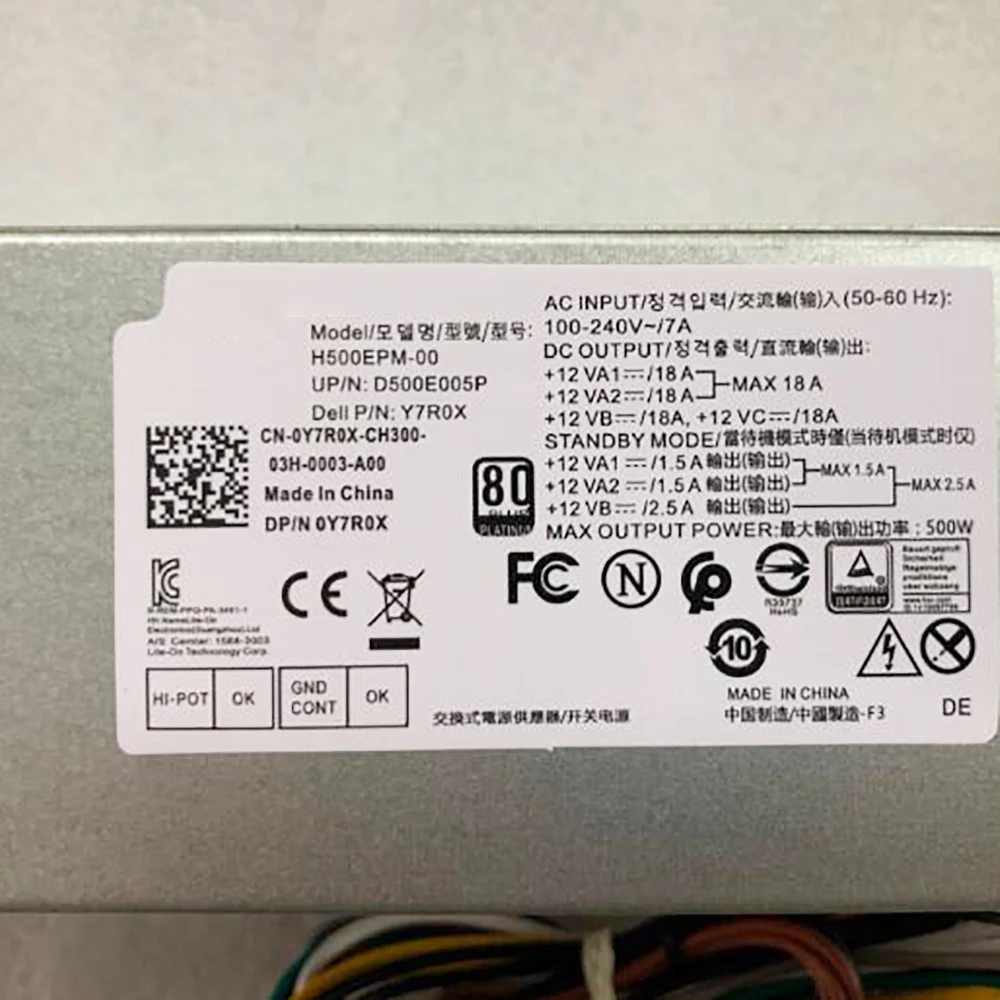 Model/모델명/型號/型号:
H500EPM-00
UP/N: D500E005P
Dell P/N: Y7R0X
CN-0Y7R0X-CH300-
03H-0003-A00
Made In China
DP/N 0Y7R0X
AC INPUT/정격입력/交流輸(输)入(50-60 Hz):
100-240V~/7A
DC OUTPUT/정격출력/直流輸(输)出:
+12 VA1⎓/18 A
+12 VA2⎓/18 A
MAX 18 A
+12 VB⎓/18A, +12 VC⎓/18A
STANDBY MODE/當待機模式時僅(当待机模式时仅)
+12 VA1⎓/1.5 A 輸出(输出)
+12 VA2⎓/1.5 A 輸出(输出)
MAX 1.5 A
+12 VB⎓/2.5 A 輸出(输出)
MAX 2.5 A
MAX OUTPUT POWER:最大輸(输)出功率 : 500W
80
PLUS
PLATINUM
Lite-On Technology Corp.
CE
FC
N
RoHS
Bauart geprüft
Sicherheit
10
HI-POT OK
GND CONT OK
交換式電源供應器/开关电源
MADE IN CHINA
中国制造/中國製造-F3
DE